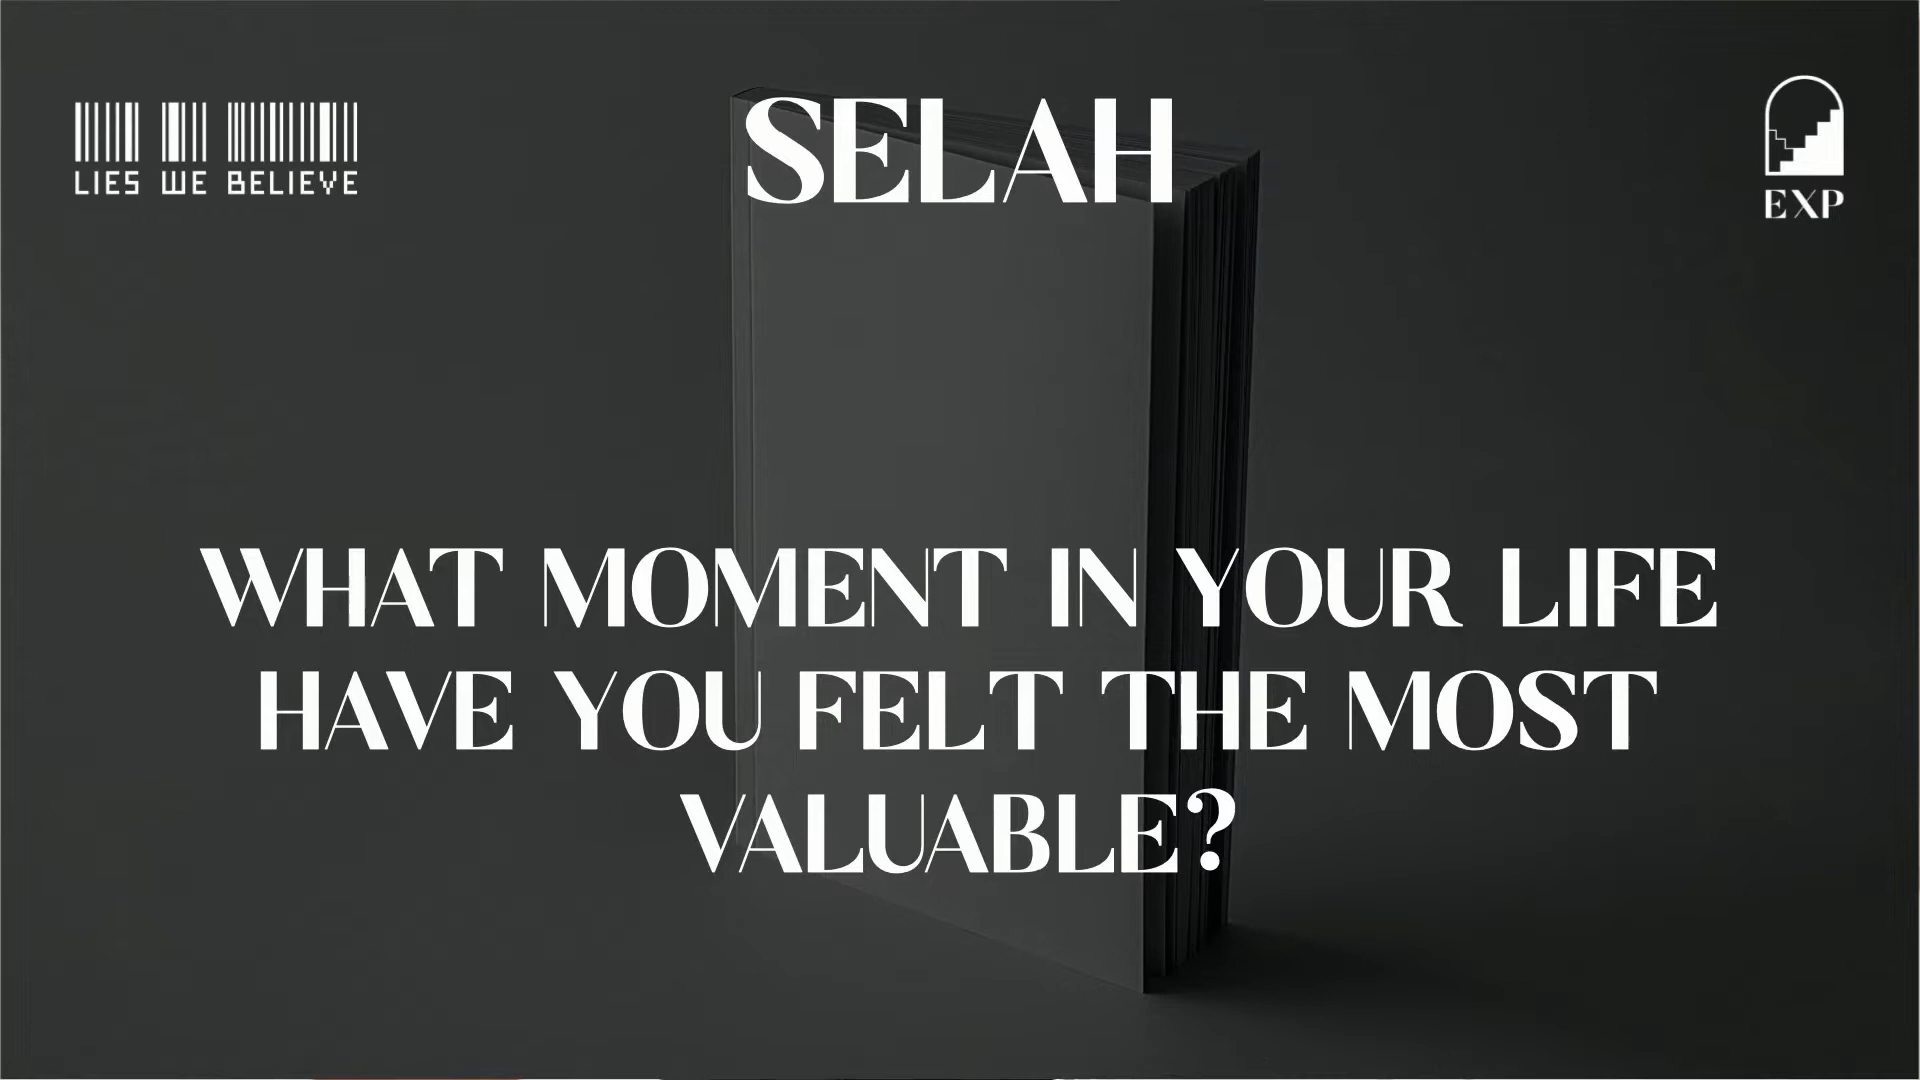 LIES WE BELIEVE
SELAH
EXP
WHAT MOMENT IN YOUR LIFE
HAVE YOU FELT THE MOST
VALUABLE?